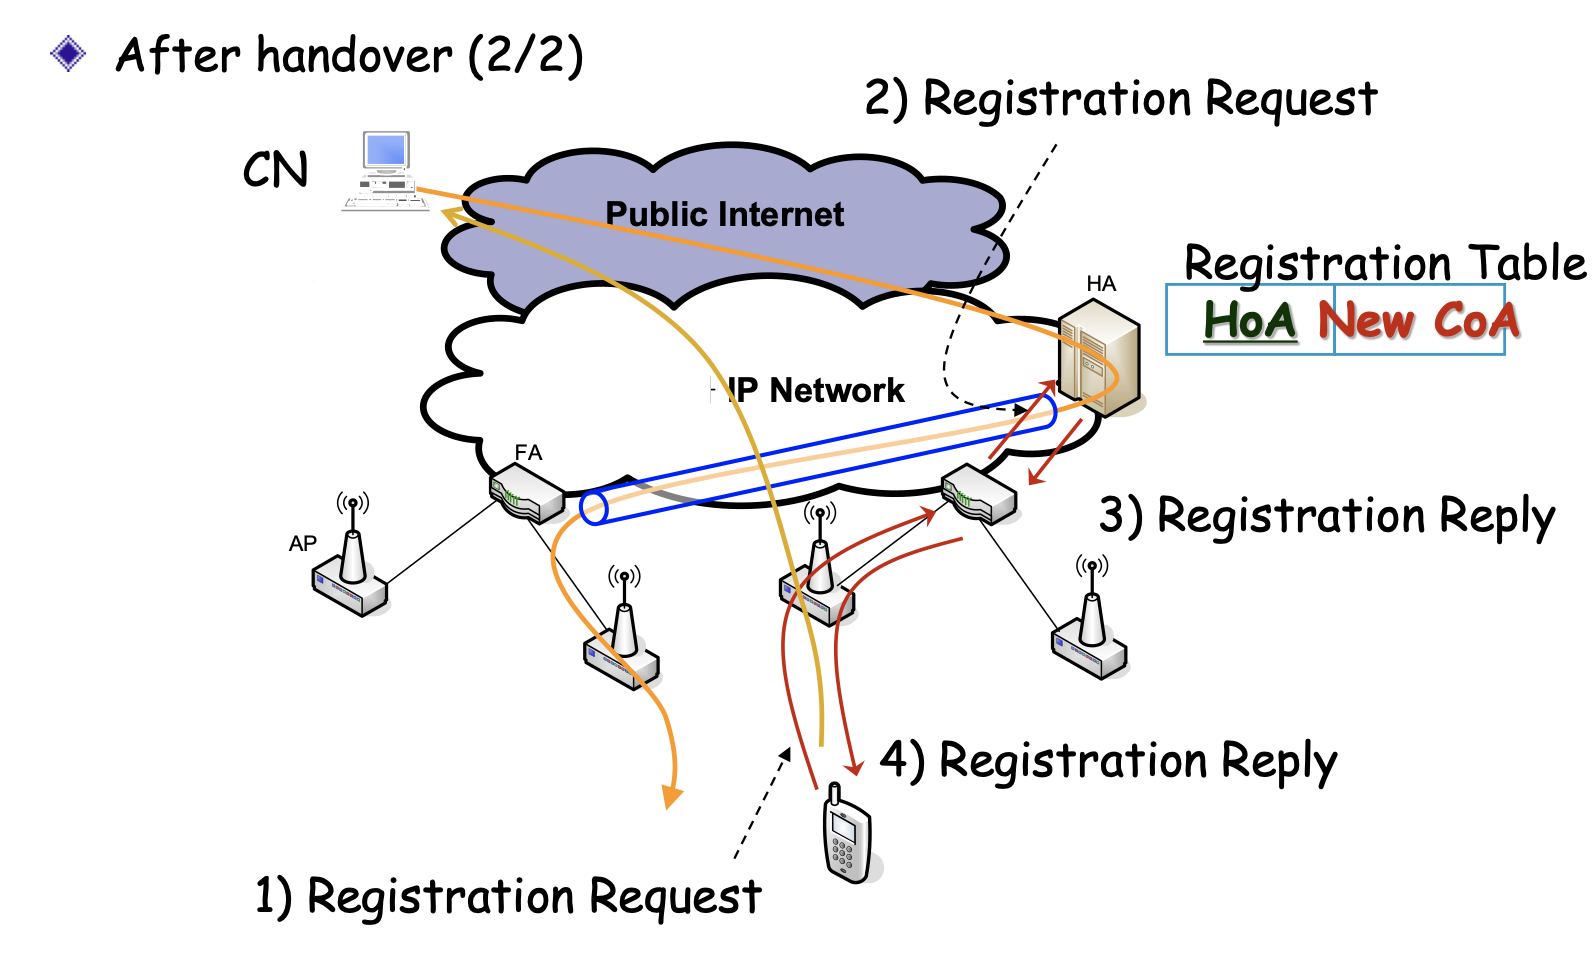 After handover (2/2)
2) Registration Request
CN
Public Internet
Registration Table
HA
HoA New CoA
IP Network
FA
3) Registration Reply
AP
4) Registration Reply
1) Registration Request